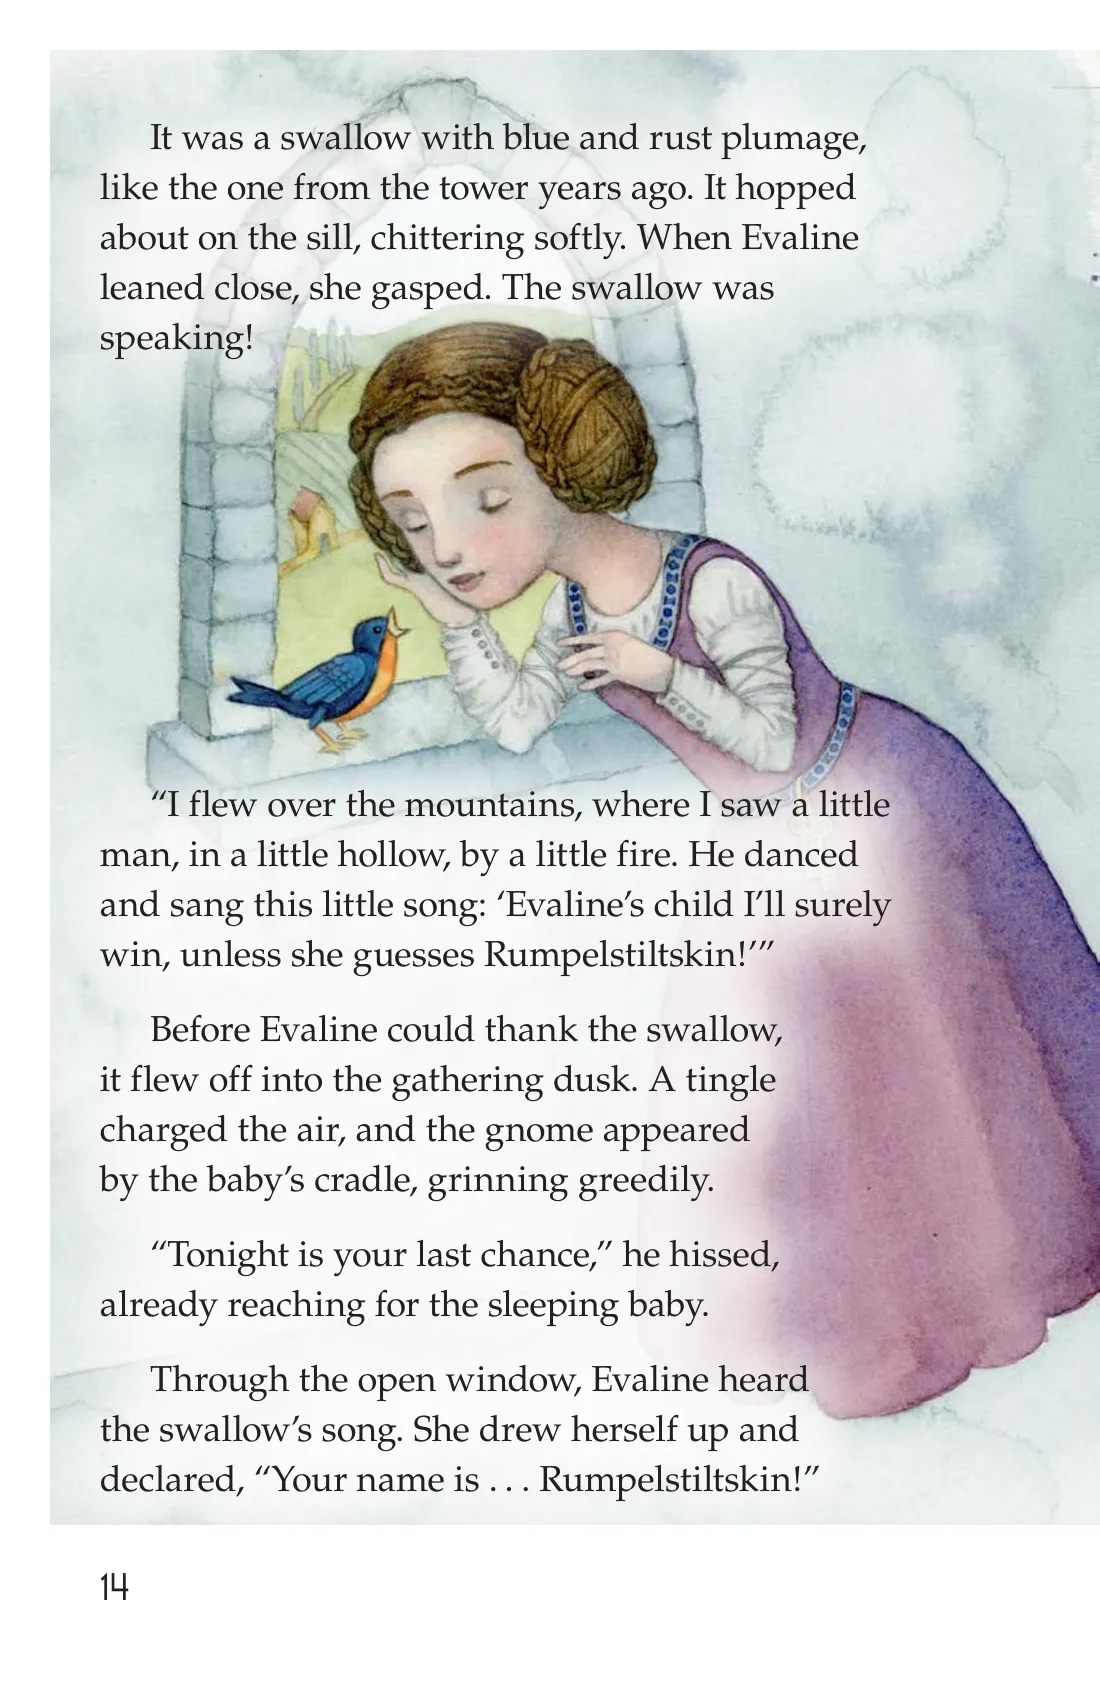 It was a swallow with blue and rust plumage,
like the one from the tower years ago. It hopped
about on the sill, chittering softly. When Evaline
leaned close, she gasped. The swallow was
speaking!
“I flew over the mountains, where I saw a little
man, in a little hollow, by a little fire. He danced
and sang this little song: ‘Evaline’s child I’ll surely
win, unless she guesses Rumpelstiltskin!’”
Before Evaline could thank the swallow,
it flew off into the gathering dusk. A tingle
charged the air, and the gnome appeared
by the baby’s cradle, grinning greedily.
“Tonight is your last chance,” he hissed,
already reaching for the sleeping baby.
Through the open window, Evaline heard
the swallow’s song. She drew herself up and
declared, “Your name is . . . Rumpelstiltskin!”
14